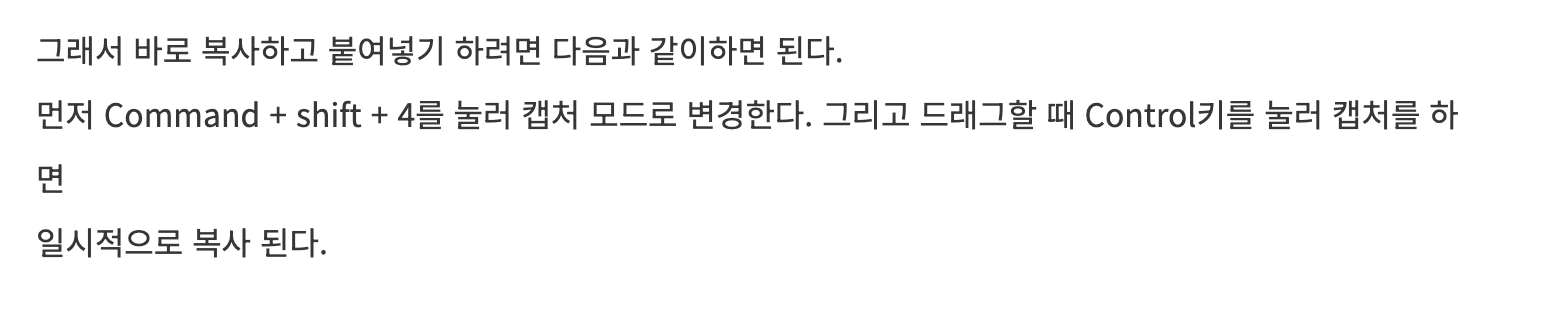 그래서 바로 복사하고 붙여넣기 하려면 다음과 같이하면 된다.
먼저 Command + shift + 4를 눌러 캡처 모드로 변경한다. 그리고 드래그할 때 Control키를 눌러 캡처를 하
면
일시적으로 복사 된다.